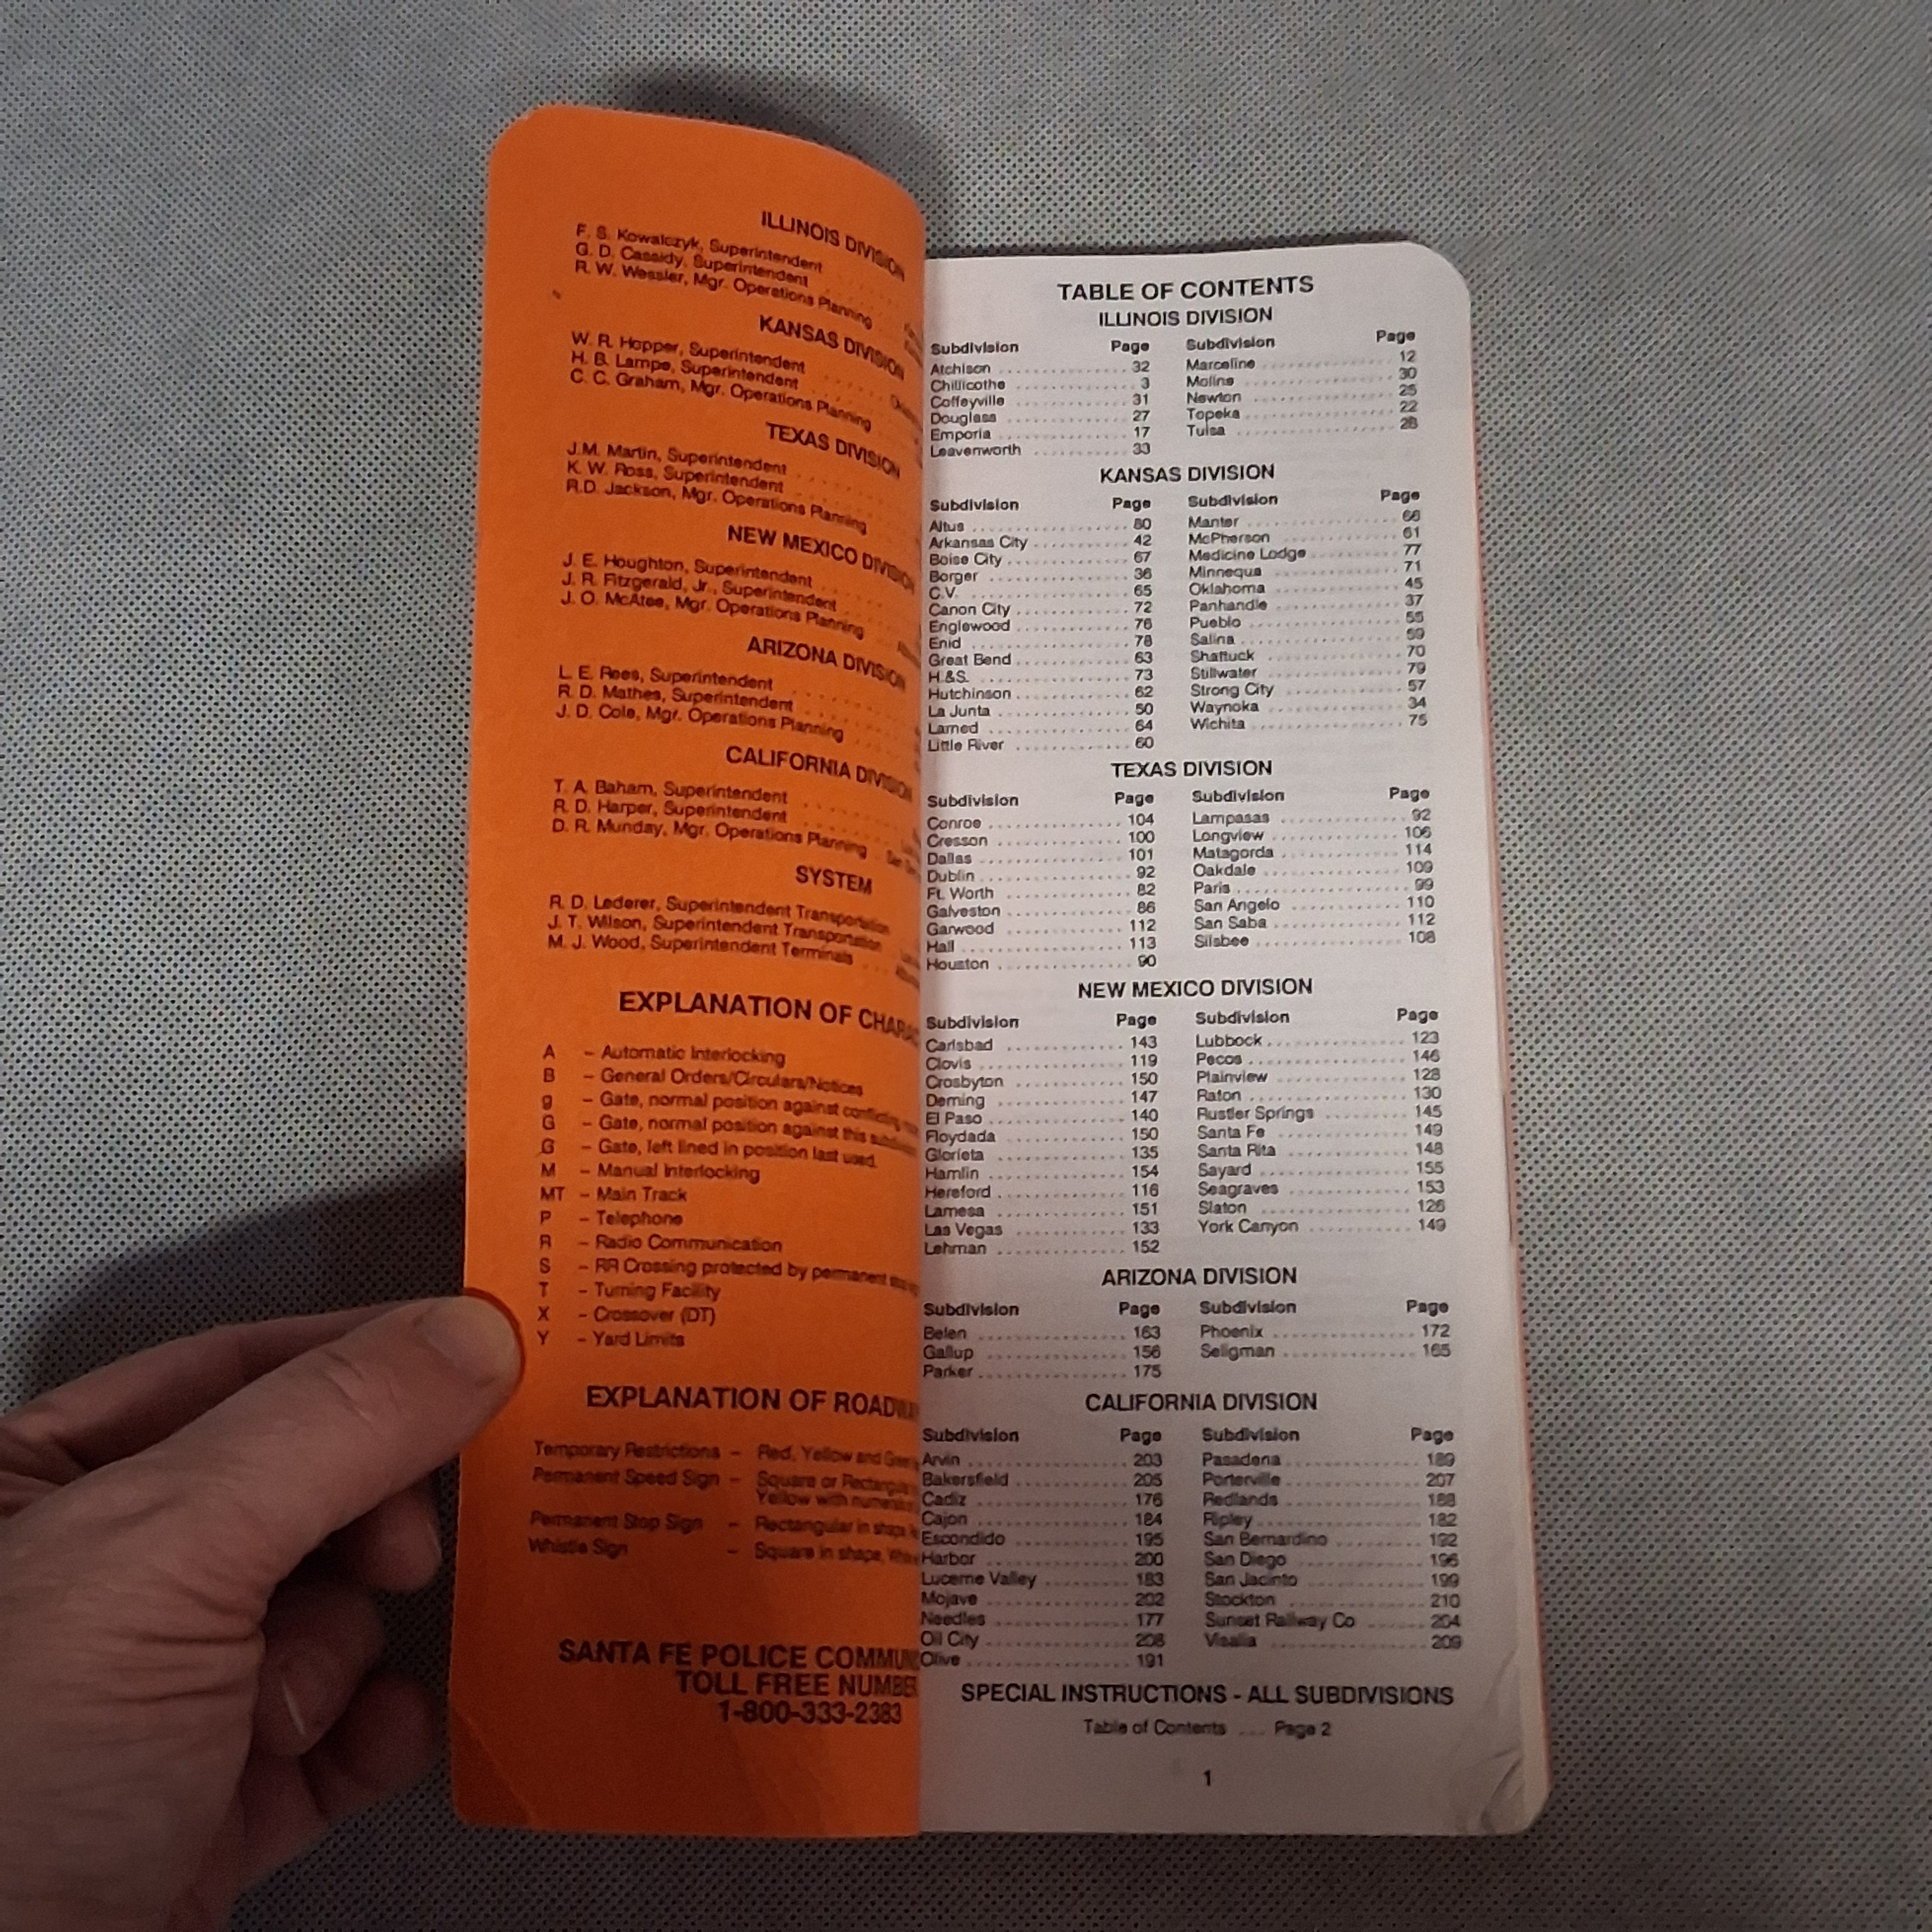 ILLINOIS DIVISION
F. S. Kowalczyk, Superintendent
G. D. Cassidy, Superintendent
R. W. Wessler, Mgr. Operations Planning
KANSAS DIVISION
W. R. Hopper, Superintendent
H. B. Lampe, Superintendent
C. C. Graham, Mgr. Operations Planning
TEXAS DIVISION
J.M. Martin, Superintendent
K. W. Ross, Superintendent
R.D. Jackson, Mgr. Operations Planning
NEW MEXICO DIVISION
J. E. Houghton, Superintendent
J. R. Fitzgerald, Jr., Superintendent
J. O. McAtee, Mgr. Operations Planning
ARIZONA DIVISION
L. E. Rees, Superintendent
R. D. Mathes, Superintendent
J. D. Cole, Mgr. Operations Planning
CALIFORNIA DIVISION
T. A. Baham, Superintendent
R. D. Harper, Superintendent
D. R. Munday, Mgr. Operations Planning
SYSTEM
R. D. Lederer, Superintendent Transportation
J. T. Wilson, Superintendent Transportation
M. J. Wood, Superintendent Terminals
EXPLANATION OF CHARAC
A – Automatic Interlocking
B – General Orders/Circulars/Notices
g – Gate, normal position against conflicting
G – Gate, normal position against this subdivision
G – Gate, left lined in position last used.
M – Manual Interlocking
MT – Main Track
P – Telephone
R – Radio Communication
S – RR Crossing protected by permanent
T – Turning Facility
X – Crossover (DT)
Y – Yard Limits
EXPLANATION OF ROADWA
Temporary Restrictions – Red, Yellow and Green
Permanent Speed Sign – Square or Rectangular
Yellow with numerals
Permanent Stop Sign – Rectangular in shape,
Whistle Sign – Square in shape,
SANTA FE POLICE COMMUN
TOLL FREE NUMBER
1-800-333-2383
TABLE OF CONTENTS
ILLINOIS DIVISION
Subdivision Page Subdivision Page
Atchison 32 Marceline 12
Chillicothe 3 Moline 30
Coffeyville 31 Newton 25
Douglass 27 Topeka 22
Emporia 17 Tulsa 28
Leavenworth 33
KANSAS DIVISION
Subdivision Page Subdivision Page
Altus 80 Manter 66
Arkansas City 42 McPherson 61
Boise City 67 Medicine Lodge 77
Borger 36 Minnequa 71
C.V. 65 Oklahoma 45
Canon City 72 Panhandle 37
Englewood 76 Pueblo 55
Enid 78 Salina 59
Great Bend 63 Shattuck 70
H.&S. 73 Stillwater 79
Hutchinson 62 Strong City 57
La Junta 50 Waynoka 34
Larned 64 Wichita 75
Little River 60
TEXAS DIVISION
Subdivision Page Subdivision Page
Conroe 104 Lampasas 92
Cresson 100 Longview 106
Dallas 101 Matagorda 114
Dublin 92 Oakdale 109
Ft. Worth 82 Paris 99
Galveston 86 San Angelo 110
Garwood 112 San Saba 112
Hall 113 Silsbee 108
Houston 90
NEW MEXICO DIVISION
Subdivision Page Subdivision Page
Carlsbad 143 Lubbock 123
Clovis 119 Pecos 146
Crosbyton 150 Plainview 128
Deming 147 Raton 130
El Paso 140 Rustler Springs 145
Floydada 150 Santa Fe 149
Glorieta 135 Santa Rita 148
Hamlin 154 Sayard 155
Hereford 116 Seagraves 153
Lamesa 151 Slaton 126
Las Vegas 133 York Canyon 149
Lehman 152
ARIZONA DIVISION
Subdivision Page Subdivision Page
Belen 163 Phoenix 172
Gallup 156 Seligman 165
Parker 175
CALIFORNIA DIVISION
Subdivision Page Subdivision Page
Arvin 203 Pasadena 189
Bakersfield 205 Porterville 207
Cadiz 176 Redlands 188
Cajon 184 Ripley 182
Escondido 195 San Bernardino 192
Harbor 200 San Diego 196
Lucerne Valley 183 San Jacinto 199
Mojave 202 Stockton 210
Needles 177 Sunset Railway Co 204
Oil City 208 Visalia 209
Olive 191
SPECIAL INSTRUCTIONS - ALL SUBDIVISIONS
Table of Contents .... Page 2
1